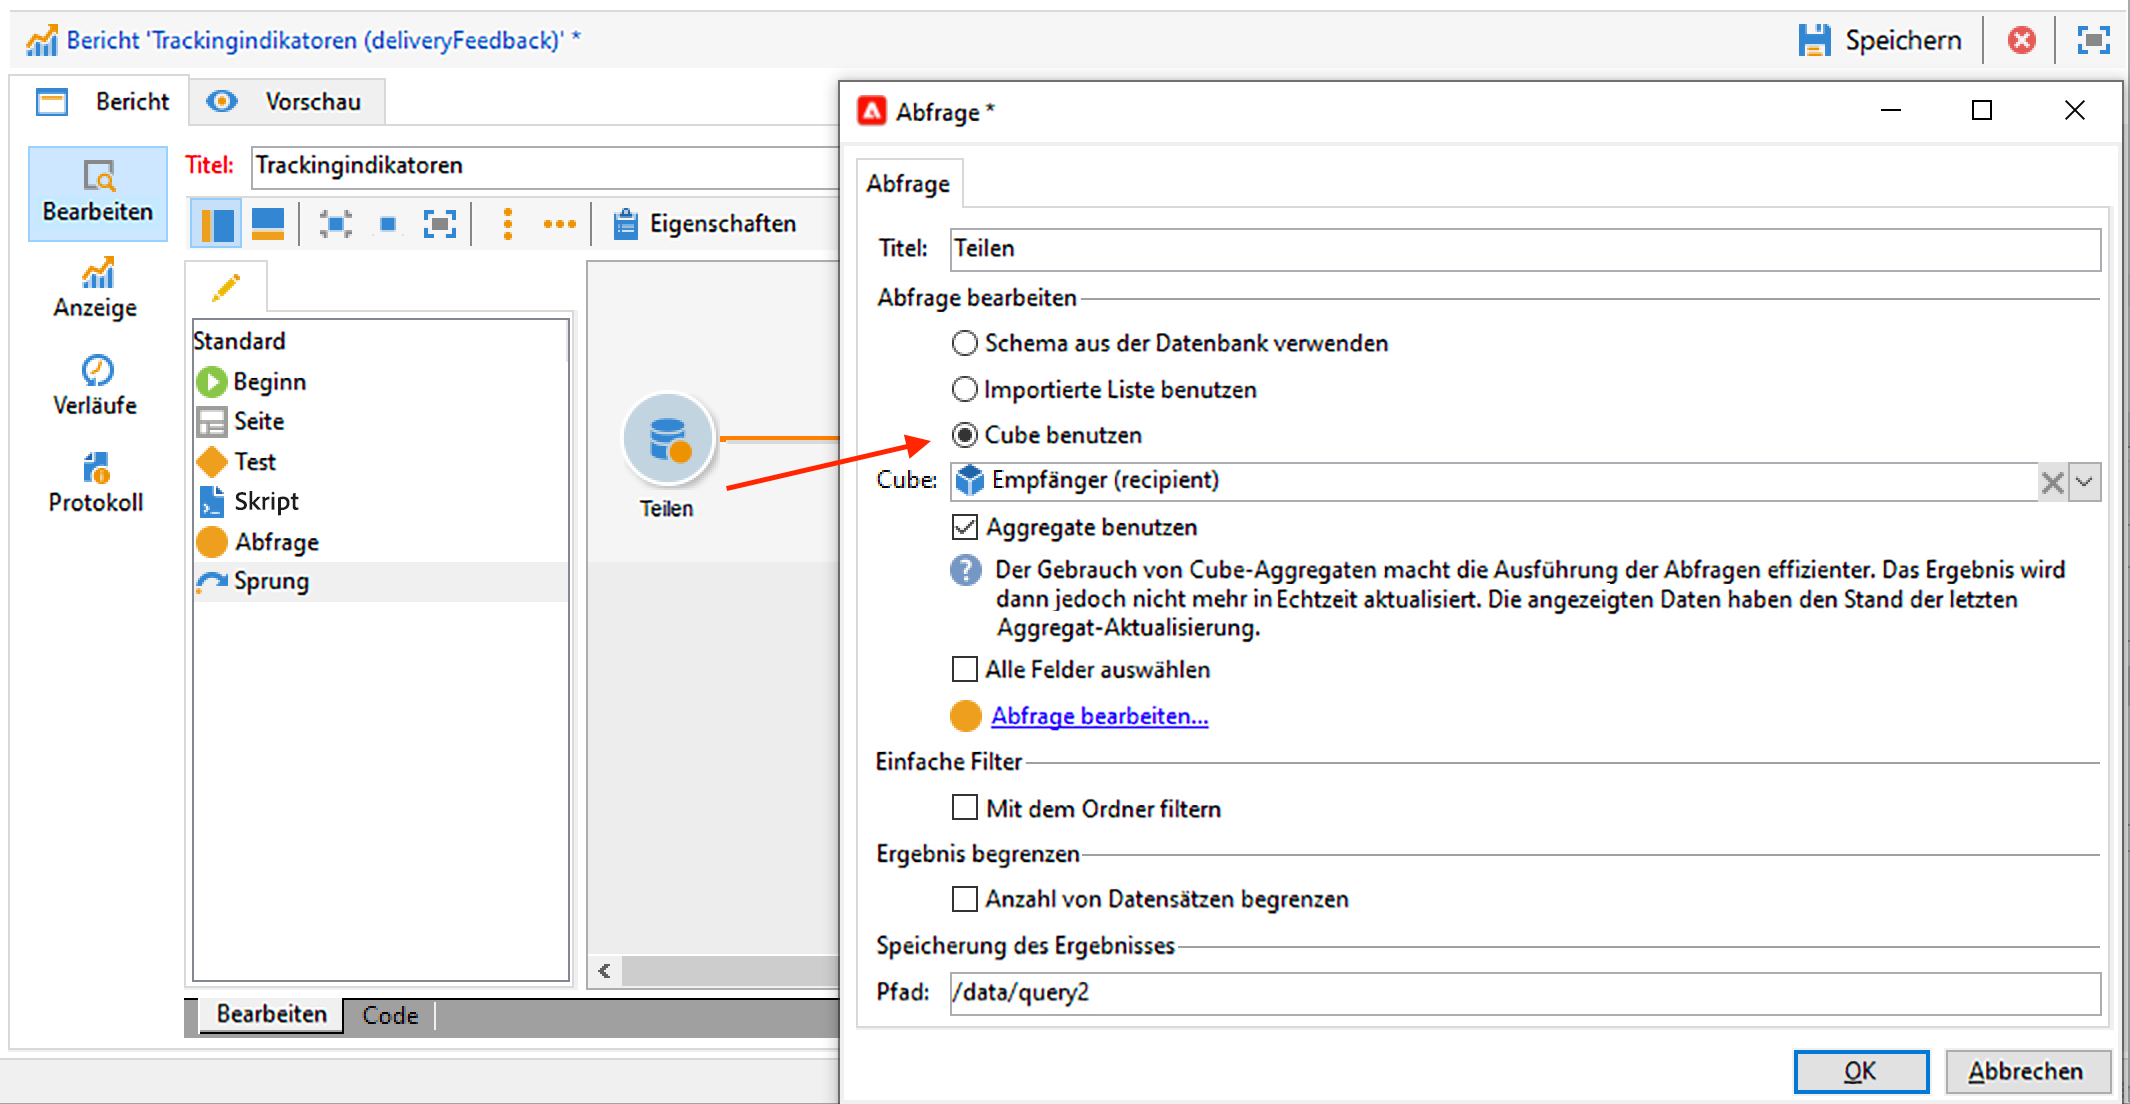 Bericht 'Trackingindikatoren (deliveryFeedback)' *
Speichern
Bericht
Vorschau
Bearbeiten
Anzeige
Verläufe
Protokoll
Titel: Trackingindikatoren
Eigenschaften
Standard
Beginn
Seite
Test
Skript
Abfrage
Sprung
Teilen
Bearbeiten
Code
Abfrage *
Abfrage
Titel: Teilen
Abfrage bearbeiten
Schema aus der Datenbank verwenden
Importierte Liste benutzen
Cube benutzen
Cube: Empfänger (recipient)
Aggregate benutzen
Der Gebrauch von Cube-Aggregaten macht die Ausführung der Abfragen effizienter. Das Ergebnis wird
dann jedoch nicht mehr in Echtzeit aktualisiert. Die angezeigten Daten haben den Stand der letzten
Aggregat-Aktualisierung.
Alle Felder auswählen
Abfrage bearbeiten...
Einfache Filter
Mit dem Ordner filtern
Ergebnis begrenzen
Anzahl von Datensätzen begrenzen
Speicherung des Ergebnisses
Pfad: /data/query2
OK
Abbrechen